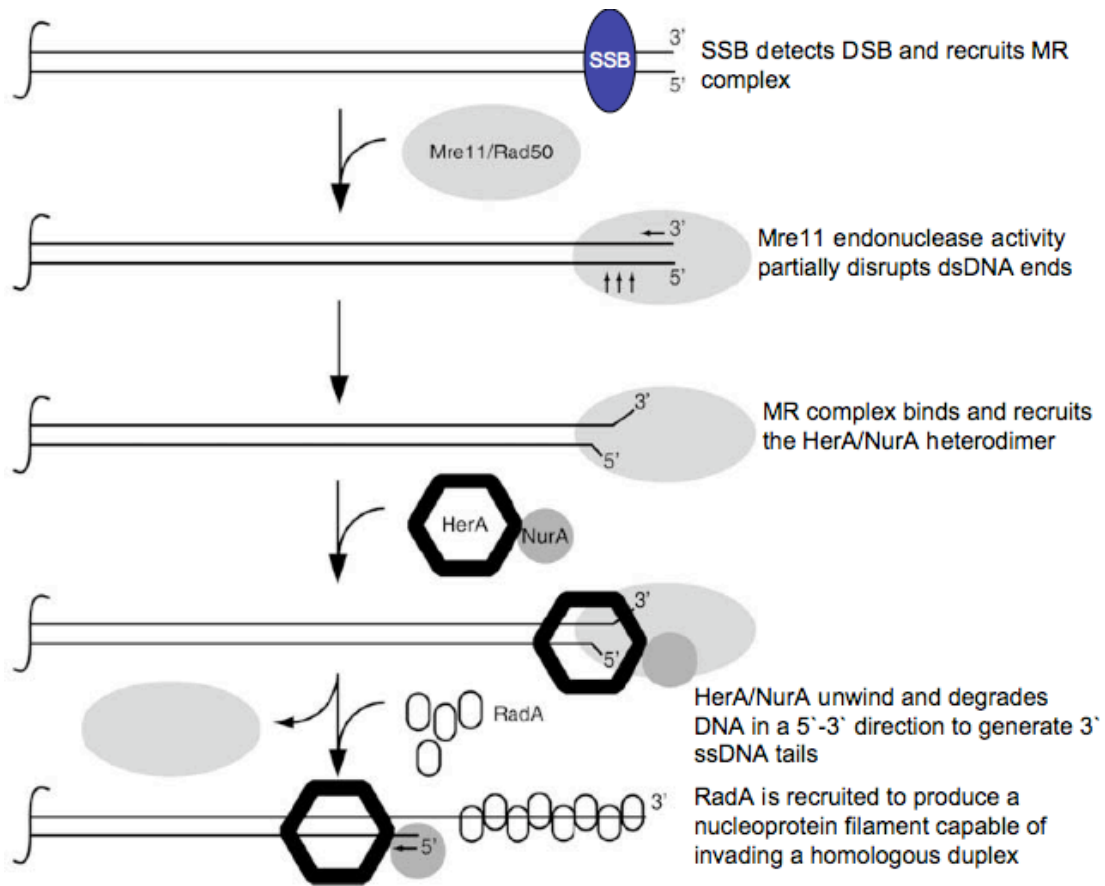 3'
SSB
5'
SSB detects DSB and recruits MR
complex
Mre11/Rad50
3'
5'
Mre11 endonuclease activity
partially disrupts dsDNA ends
3'
5'
MR complex binds and recruits
the HerA/NurA heterodimer
HerA
NurA
3'
5'
RadA
HerA/NurA unwind and degrades
DNA in a 5`-3` direction to generate 3`
ssDNA tails
3'
5'
RadA is recruited to produce a
nucleoprotein filament capable of
invading a homologous duplex